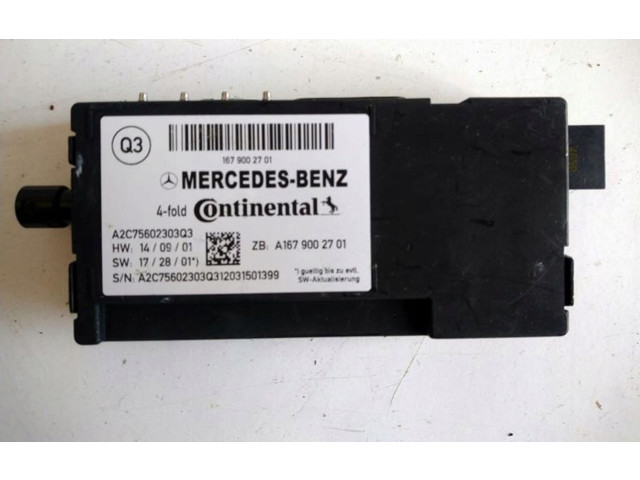 Q3
167 900 27 01
MERCEDES-BENZ
4-fold Continental
A2C75602303Q3
HW: 14 / 09 / 01
ZB: A167 900 27 01
SW: 17 / 28 / 01*)
S/N: A2C75602303Q312031501399
*) gueltig bis zu evtl.
SW-Aktualisierung